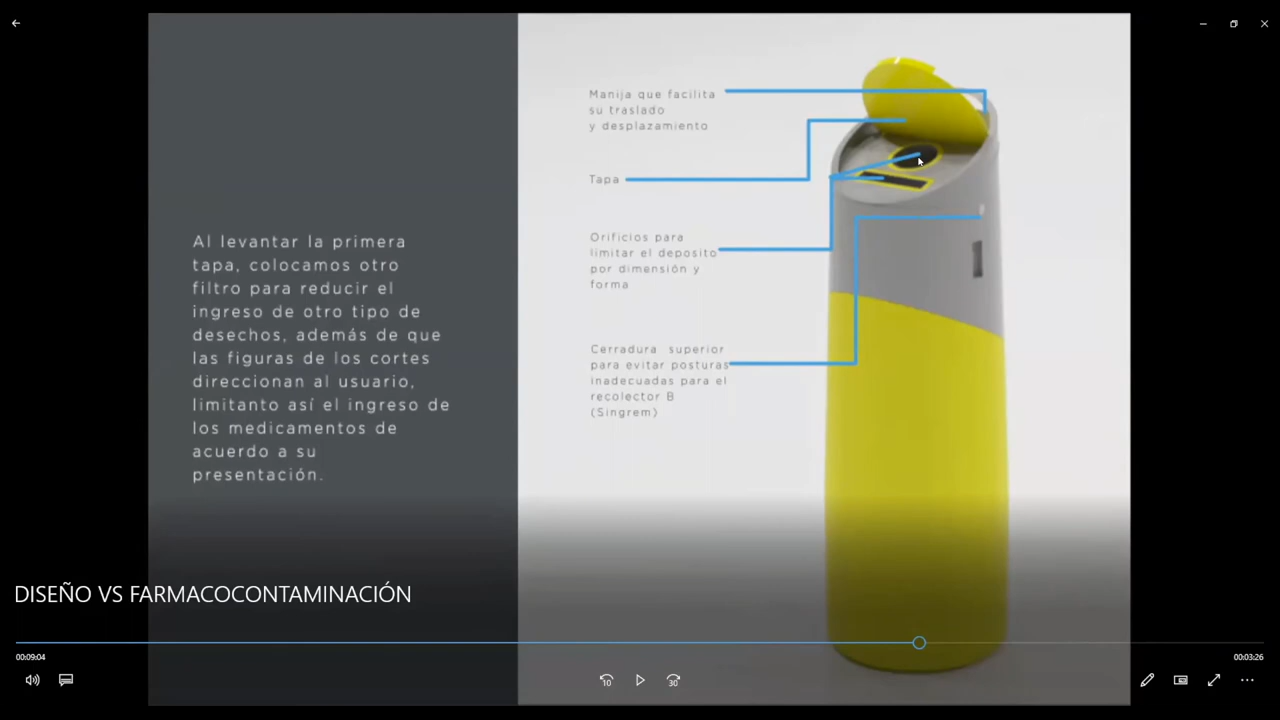 Manija que facilita
su traslado
y desplazamiento
Tapa
Orificios para
limitar el deposito
por dimensión y
forma
Cerradura superior
para evitar posturas
inadecuadas para el
recolector B
(Singrem)
Al levantar la primera
tapa, colocamos otro
filtro para reducir el
ingreso de otro tipo de
desechos, además de que
las figuras de los cortes
direccionan al usuario,
limitanto así el ingreso de
los medicamentos de
acuerdo a su
presentación.
DISEÑO VS FARMACOCONTAMINACIÓN
00:09:04
00:03:26
10
30